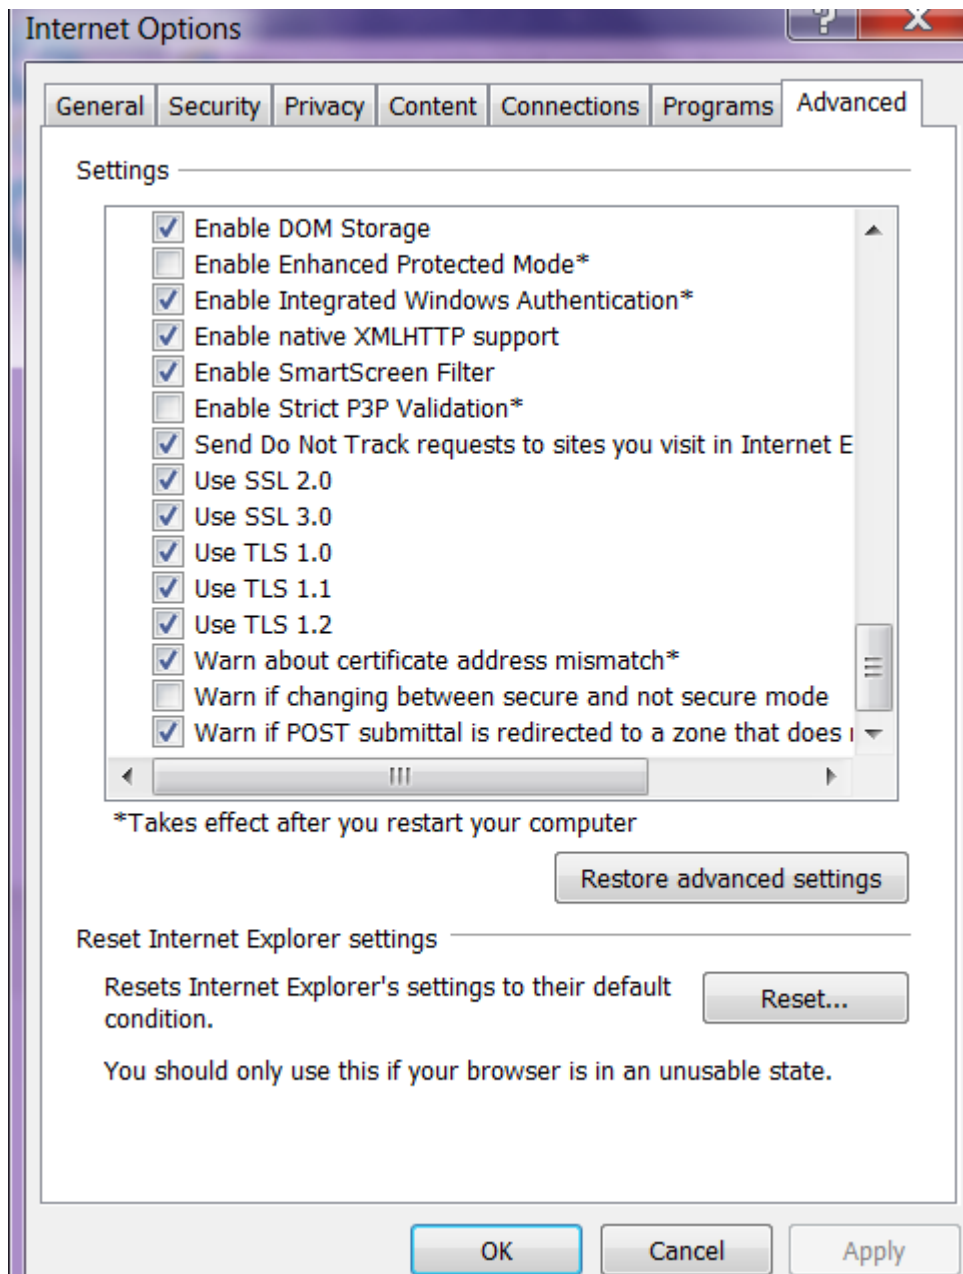 Internet Options
?
X
General Security Privacy Content Connections Programs Advanced
Settings
Enable DOM Storage
Enable Enhanced Protected Mode*
Enable Integrated Windows Authentication*
Enable native XMLHTTP support
Enable SmartScreen Filter
Enable Strict P3P Validation*
Send Do Not Track requests to sites you visit in Internet E
Use SSL 2.0
Use SSL 3.0
Use TLS 1.0
Use TLS 1.1
Use TLS 1.2
Warn about certificate address mismatch*
Warn if changing between secure and not secure mode
Warn if POST submittal is redirected to a zone that does
*Takes effect after you restart your computer
Restore advanced settings
Reset Internet Explorer settings
Resets Internet Explorer's settings to their default
condition.
Reset...
You should only use this if your browser is in an unusable state.
OK Cancel Apply